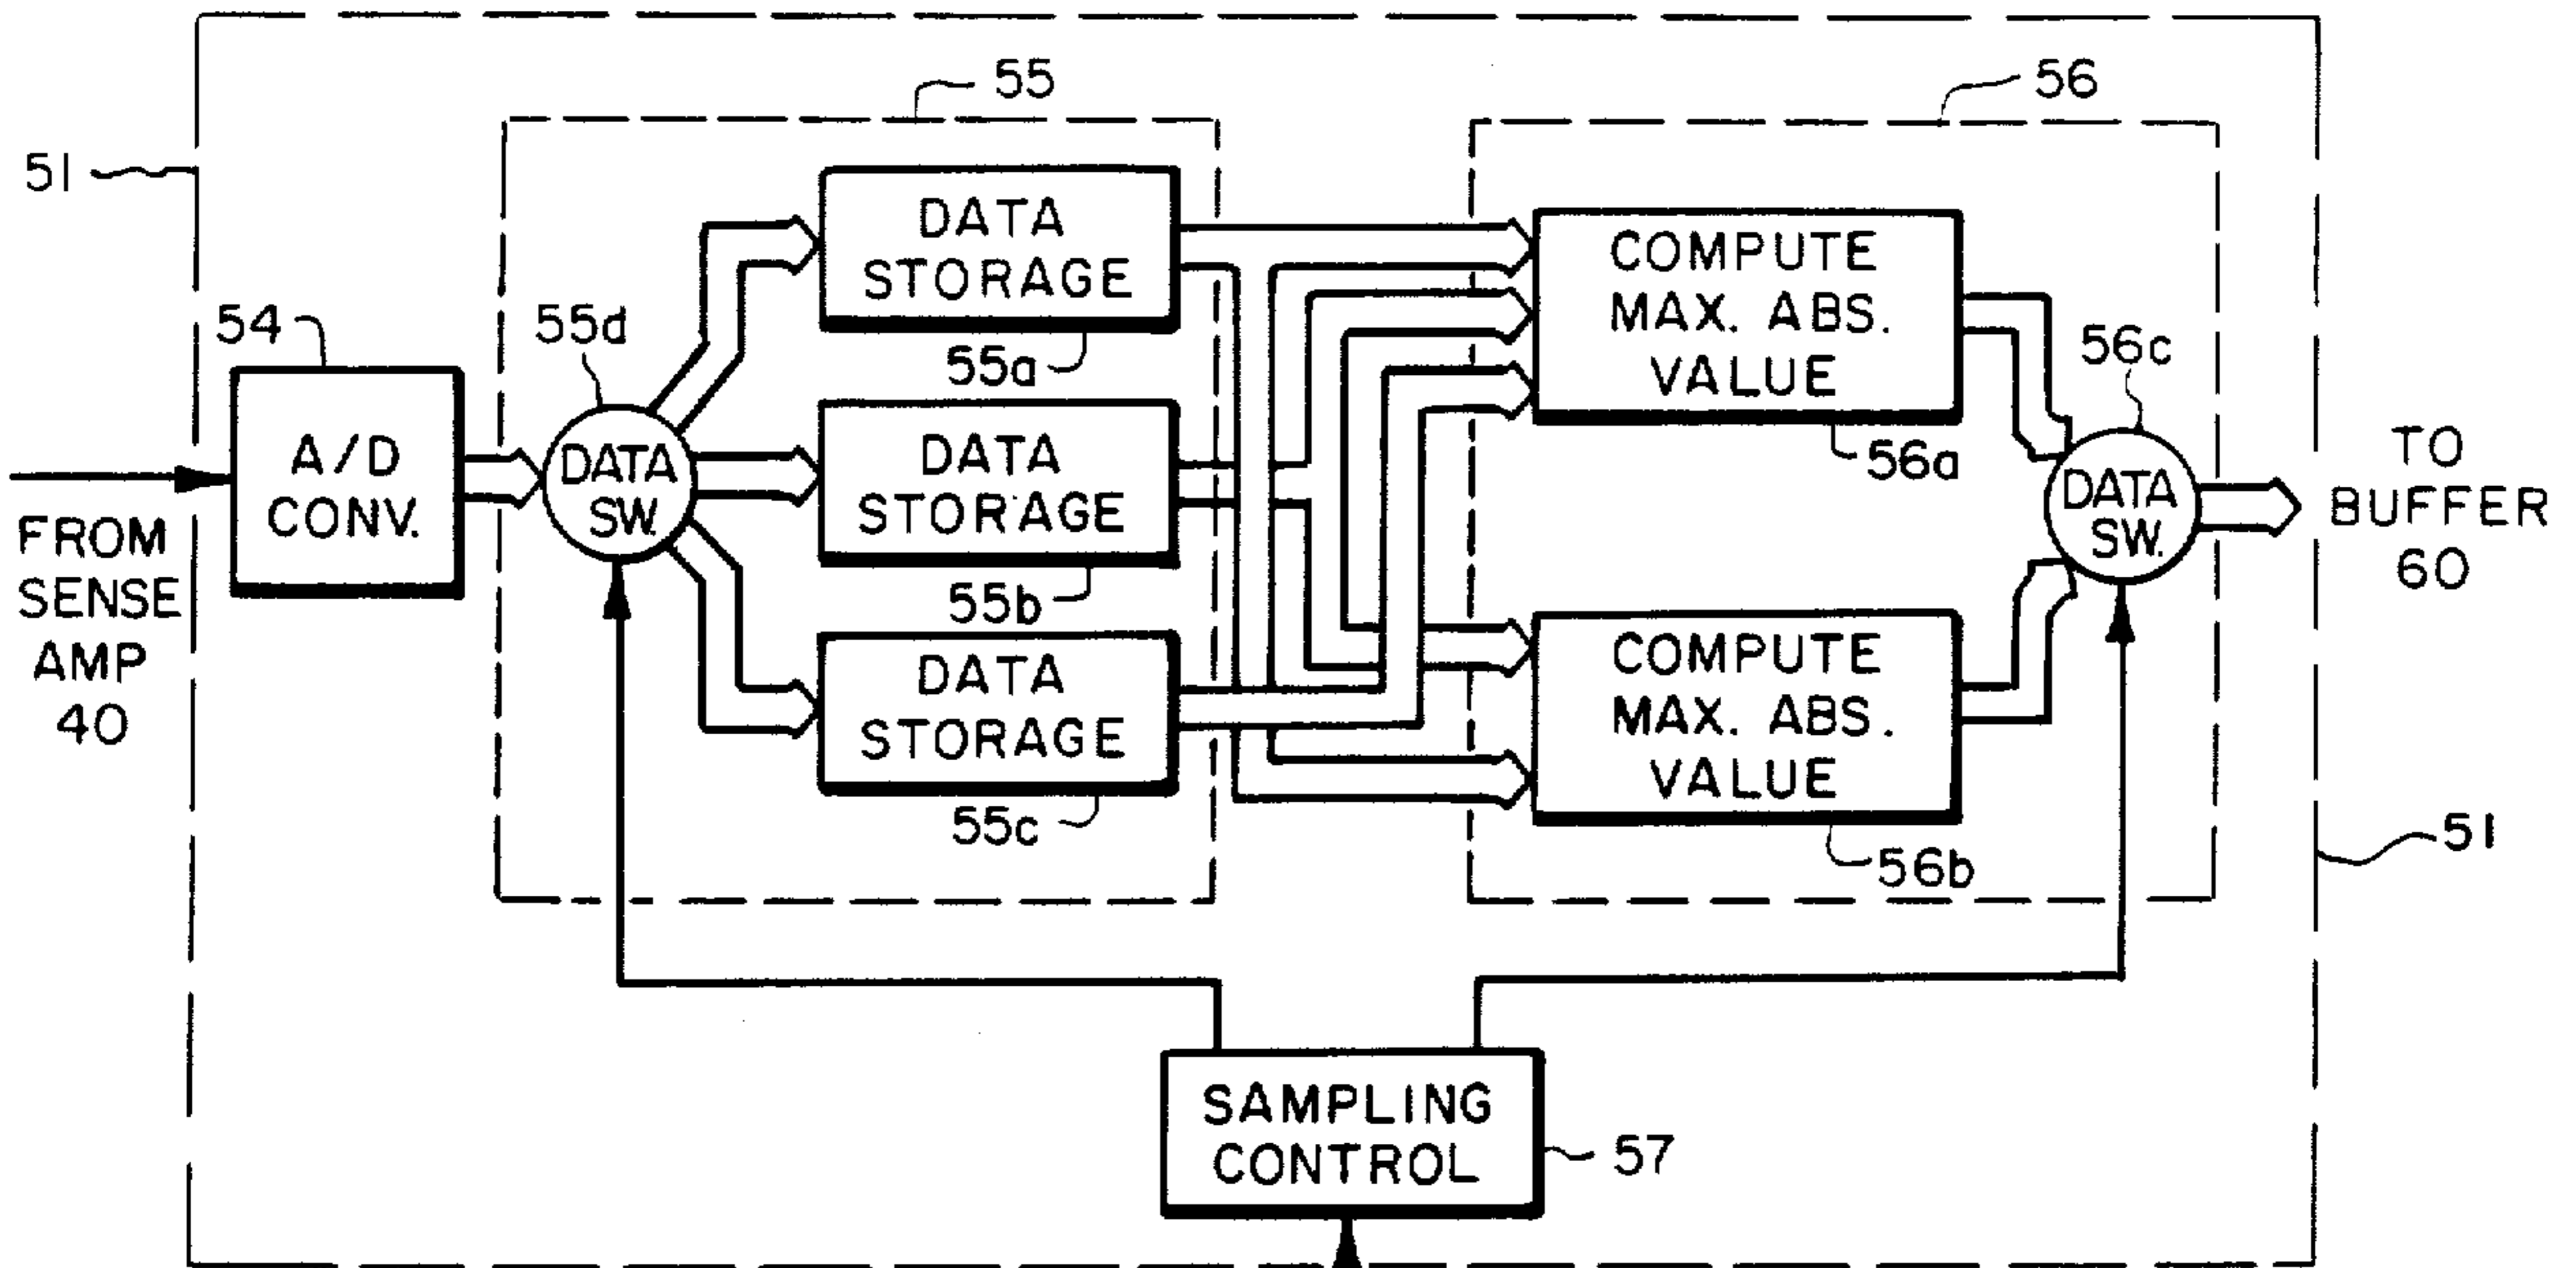 55
56
51
DATA
STORAGE
55a
COMPUTE
MAX. ABS.
VALUE
56a
54
55d
56c
A/D
CONV.
DATA
SW.
DATA
STORAGE
55b
DATA
SW.
TO
BUFFER
60
FROM
SENSE
AMP
40
DATA
STORAGE
55c
COMPUTE
MAX. ABS.
VALUE
56b
51
SAMPLING
CONTROL
57